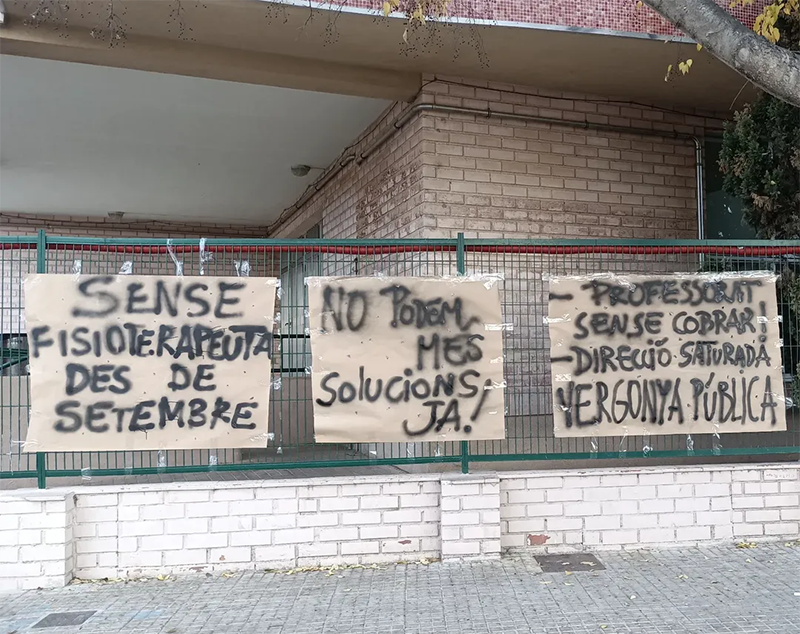 SENSE
FISIOTERAPEUTA
DES DE
SETEMBRE
NO PODEM
MES
SOLUCIONS
JA!
- PROFESSORAT
SENSE COBRAR!
- DIRECCIÓ SATURADA
VERGONYA PÚBLICA